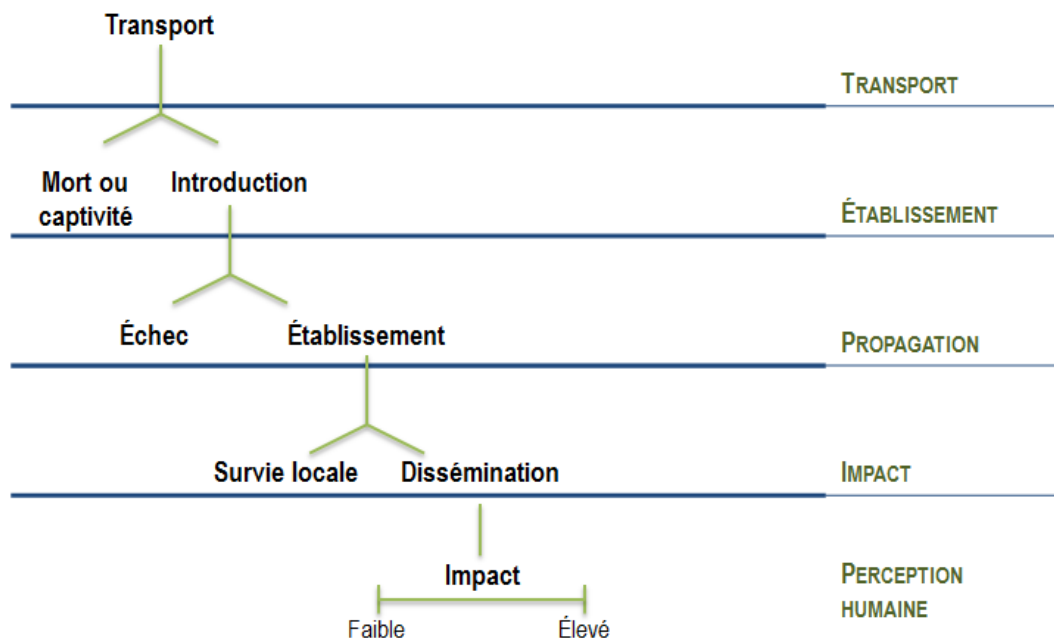 Transport
TRANSPORT
Mort ou
captivité
Introduction
ÉTABLISSEMENT
Échec
Établissement
PROPAGATION
Survie locale
Dissémination
IMPACT
Impact
Faible
Élevé
PERCEPTION
HUMAINE